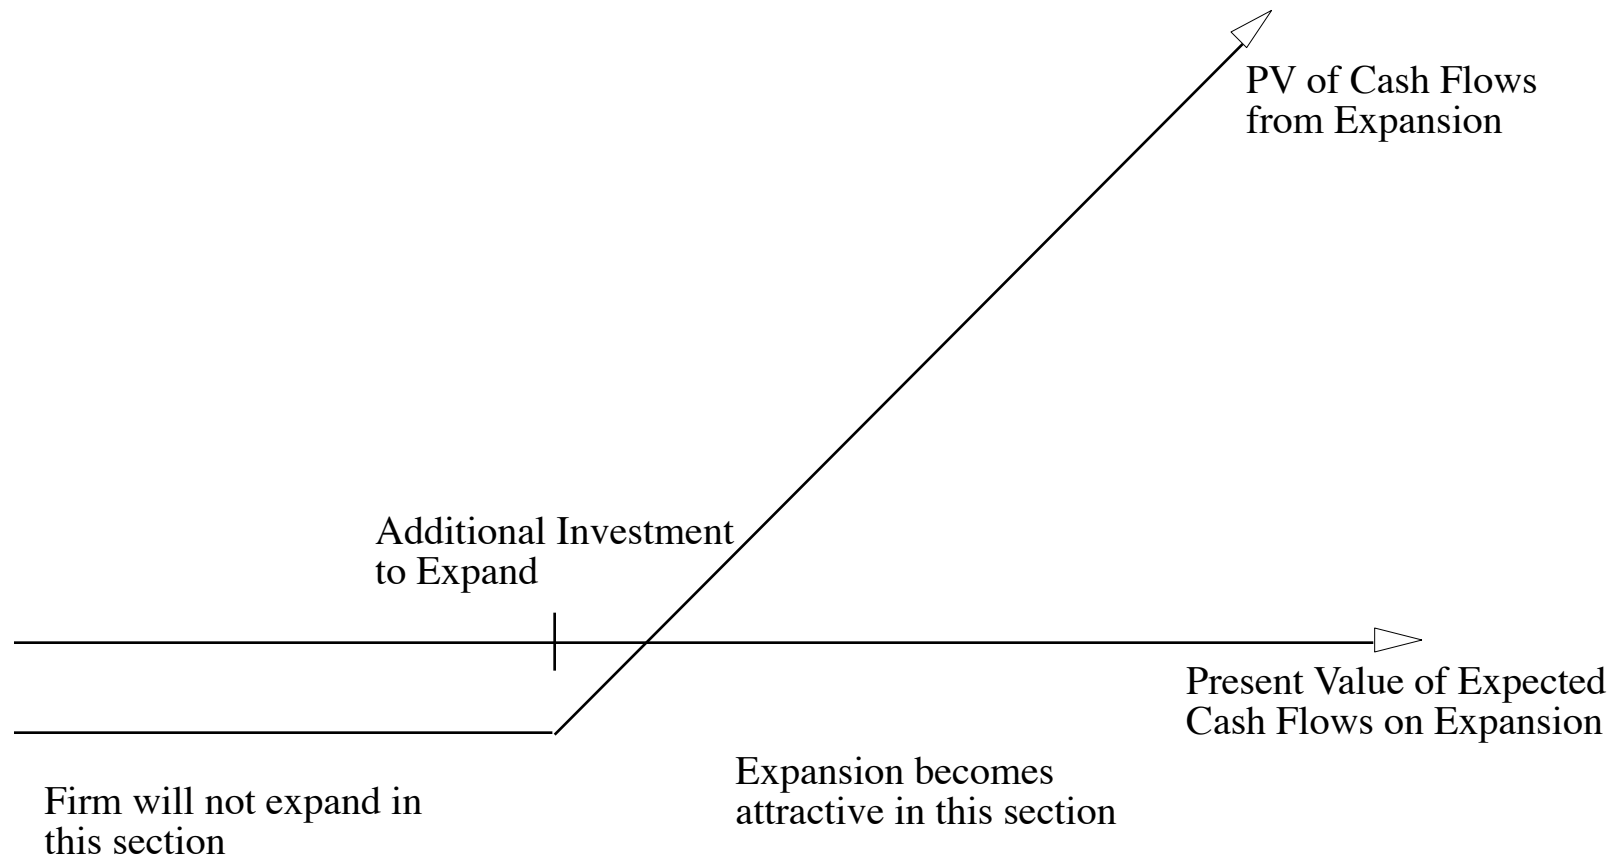 PV of Cash Flows
from Expansion
Additional Investment
to Expand
Present Value of Expected
Cash Flows on Expansion
Expansion becomes
attractive in this section
Firm will not expand in
this section